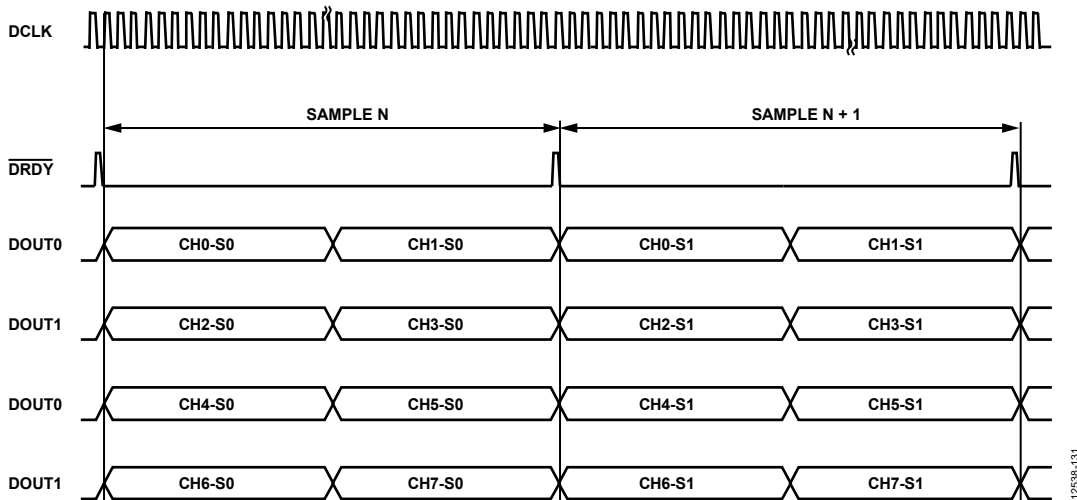 DCLK
SAMPLE N SAMPLE N + 1
DRDY
DOUT0 CH0-S0 CH1-S0 CH0-S1 CH1-S1
DOUT1 CH2-S0 CH3-S0 CH2-S1 CH3-S1
DOUT0 CH4-S0 CH5-S0 CH4-S1 CH5-S1
DOUT1 CH6-S0 CH7-S0 CH6-S1 CH7-S1
12538-131